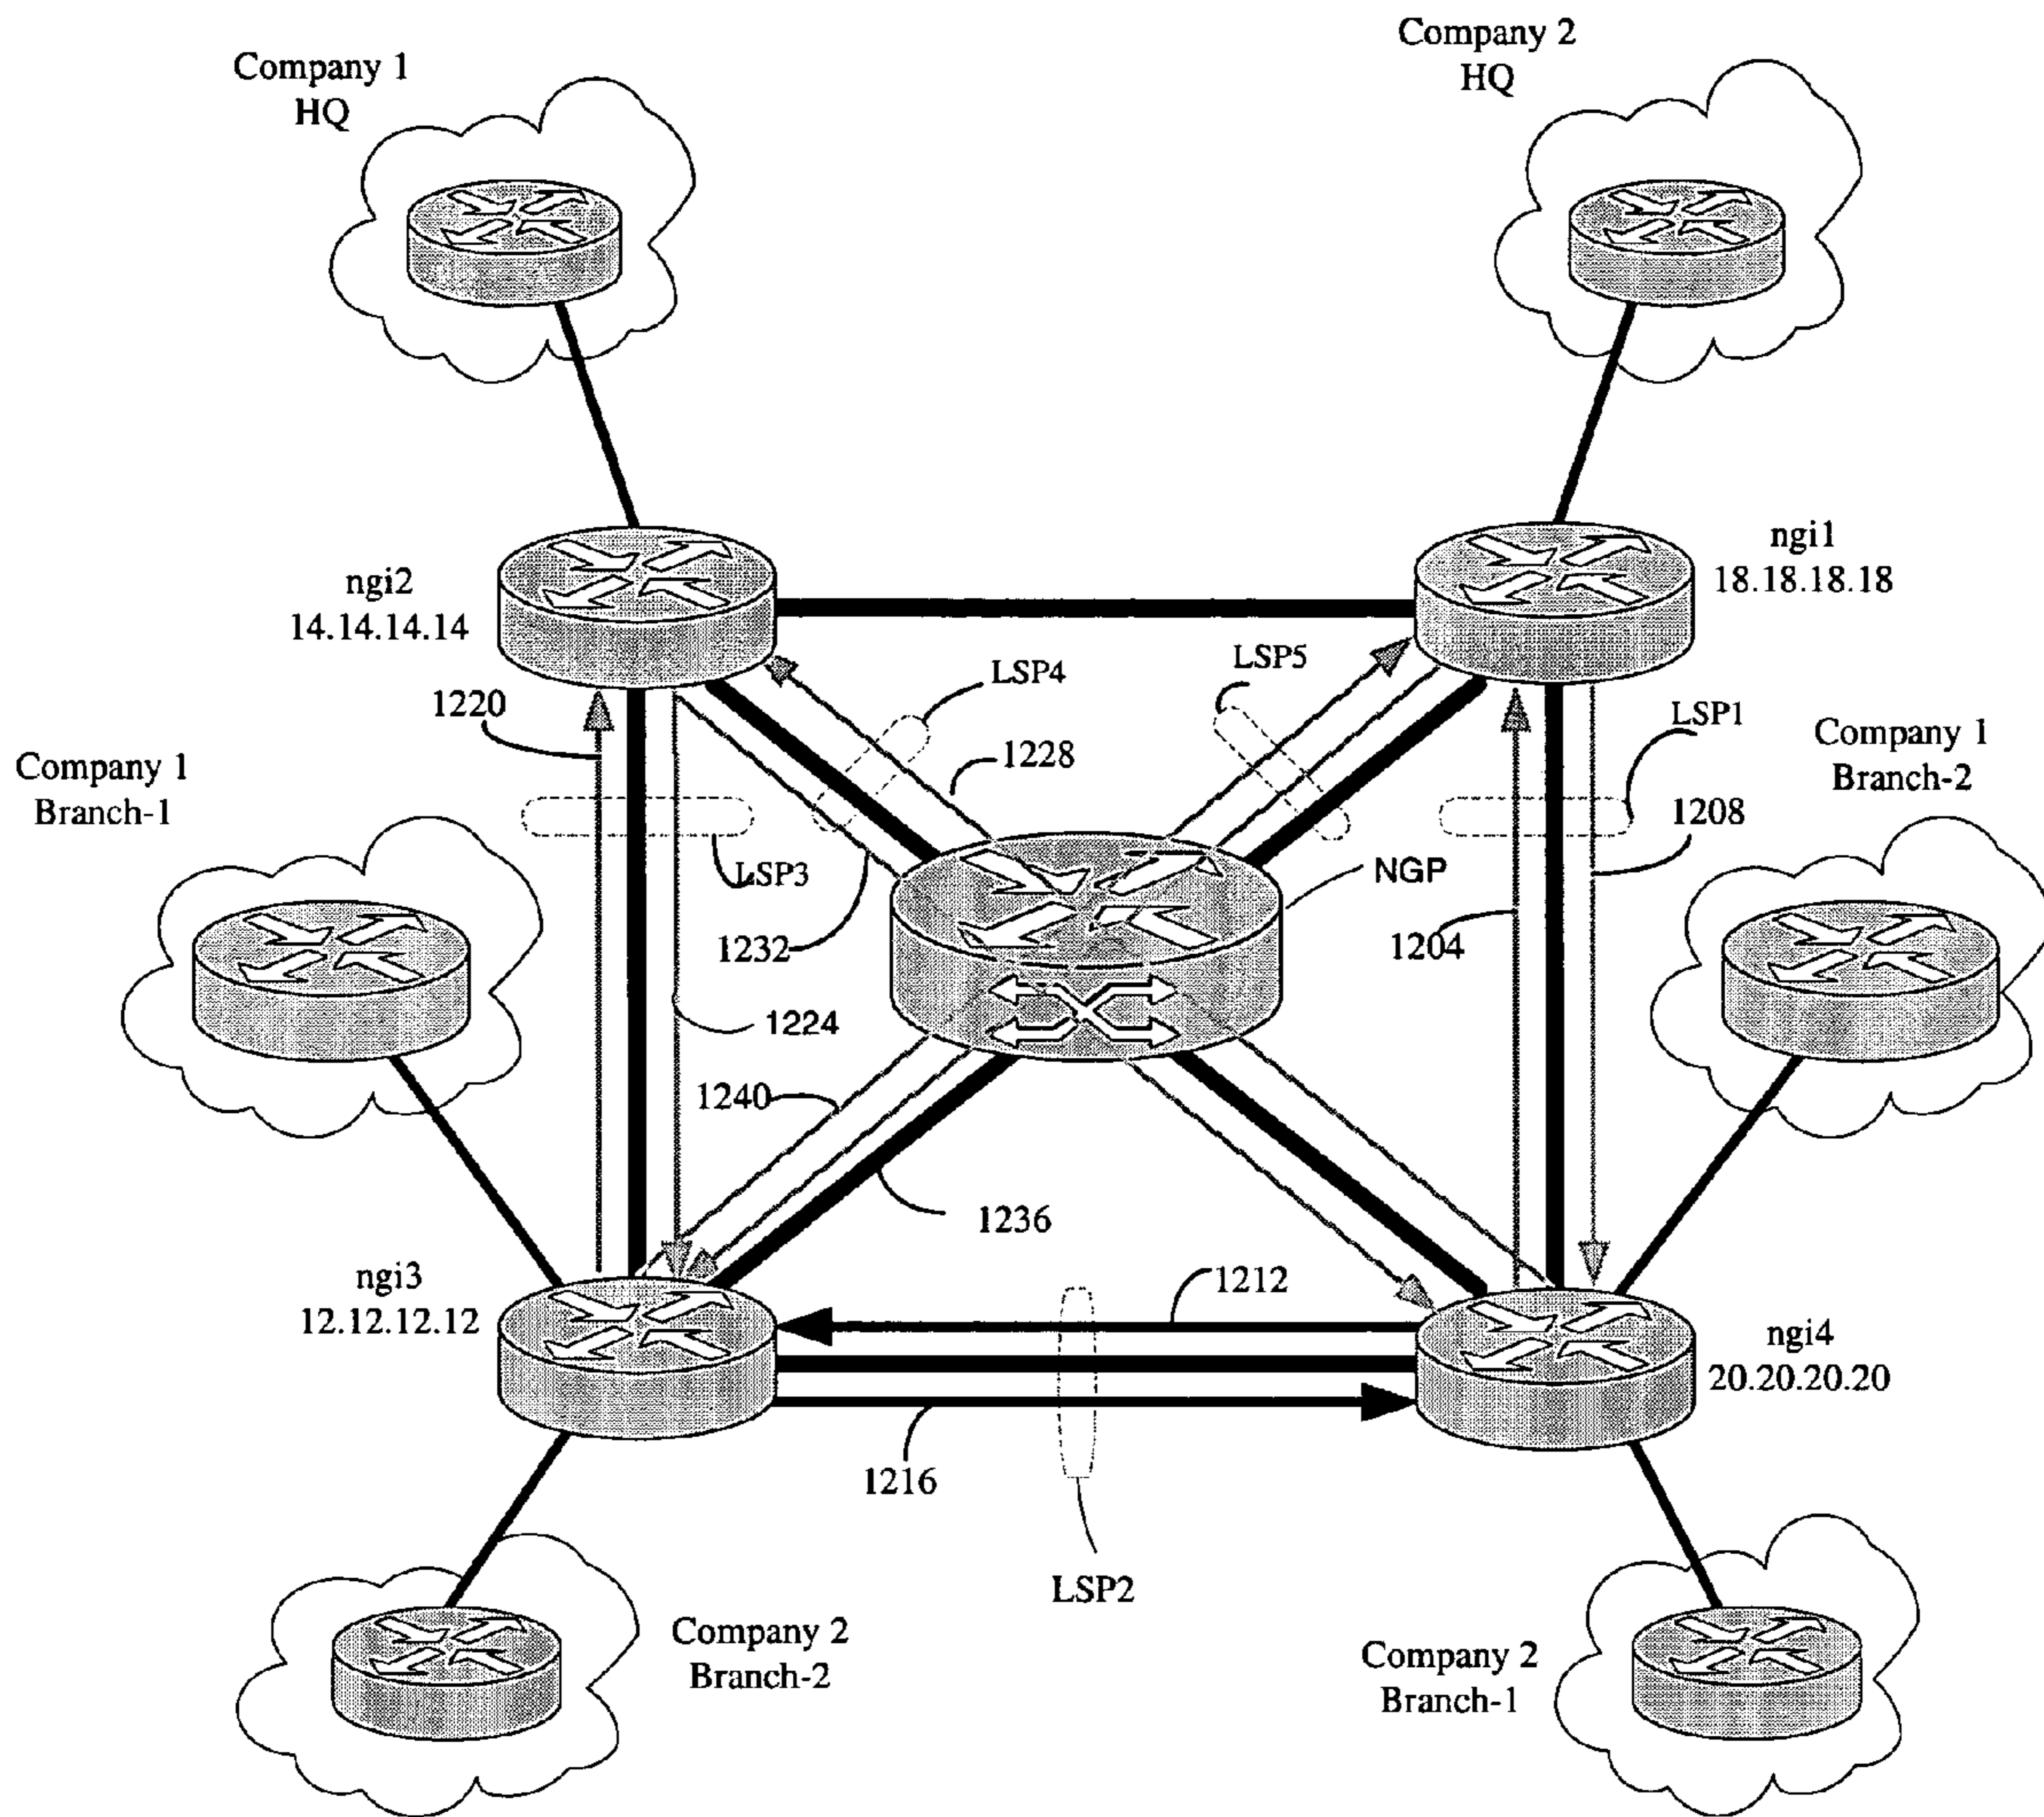 Company 1
HQ
Company 2
HQ
ngi2
14.14.14.14
ngi1
18.18.18.18
LSP4
LSP5
1220
LSP1
1228
Company 1
Branch-1
Company 1
Branch-2
1208
LSP3
NGP
1232
1204
1224
1240
1236
ngi3
12.12.12.12
1212
ngi4
20.20.20.20
1216
LSP2
Company 2
Branch-2
Company 2
Branch-1